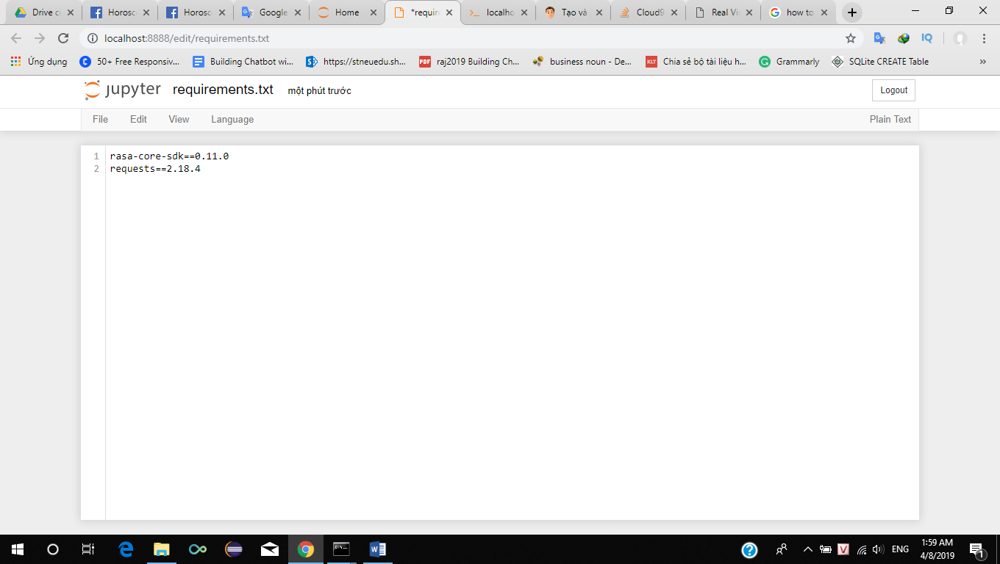 Drive c
Horosc
Horosc
Google
Home
*require
localho
Tạo và
Cloud9
Real Vi
how to
localhost:8888/edit/requirements.txt
Ứng dụng
50+ Free Responsiv...
Building Chatbot wi...
https://stneuedu.sh...
raj2019 Building Ch...
business noun - De...
Chia sẻ bộ tài liệu h...
Grammarly
SQLite CREATE Table
»
jupyter
requirements.txt
một phút trước
Logout
File
Edit
View
Language
Plain Text
1 rasa-core-sdk==0.11.0
2 requests==2.18.4
ENG
1:59 AM
4/8/2019
1